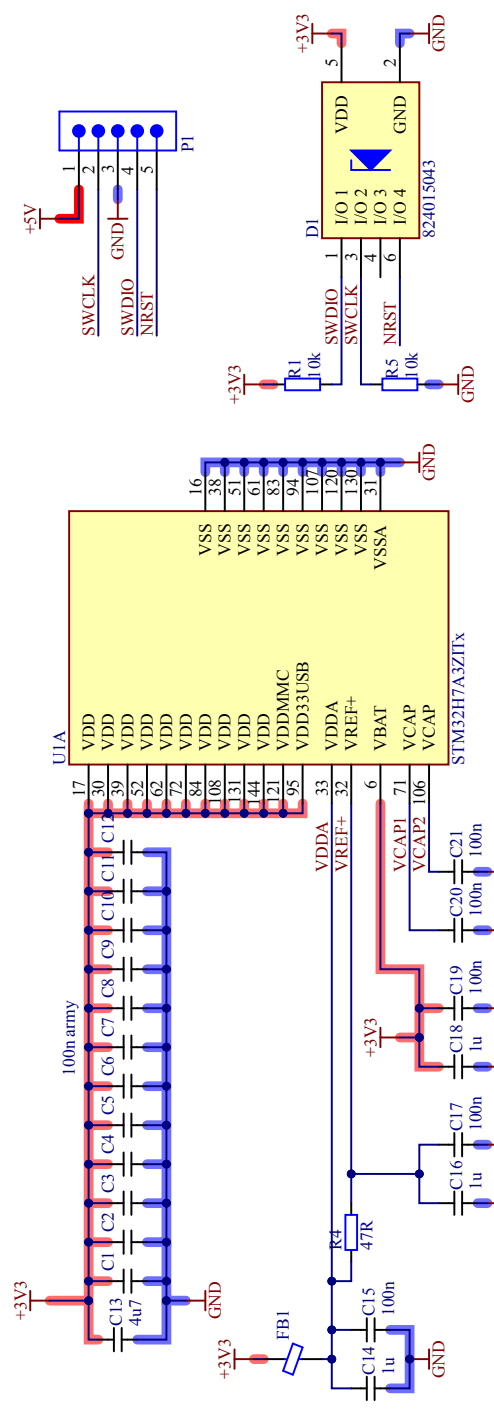 +3V3
5
VDD
GND
2
GND
D1
I/O 1
I/O 2
I/O 3
I/O 4
824015043
1
3
4
6
SWDIO
SWCLK
NRST
+3V3
R1
10k
R5
10k
GND
P1
1
2
3
4
5
+5V
GND
SWCLK
SWDIO
NRST
U1A
STM32H7A3ZITx
16
VSS
38
VSS
51
VSS
61
VSS
83
VSS
94
VSS
107
VSS
120
VSS
130
VSS
31
VSSA
GND
17
VDD
30
VDD
39
VDD
52
VDD
62
VDD
72
VDD
84
VDD
108
VDD
131
VDD
144
VDD
121
VDDMMC
95
VDD33USB
33
VDDA
32
VREF+
6
VBAT
71
VCAP
106
VCAP
VDDA
VREF+
VCAP1
VCAP2
100n army
C1
C2
C3
C4
C5
C6
C7
C8
C9
C10
C11
C12
C13
4u7
+3V3
GND
C21
100n
C20
100n
C19
100n
C18
1u
+3V3
C17
100n
C16
1u
R4
47R
FB1
+3V3
C15
100n
C14
1u
GND